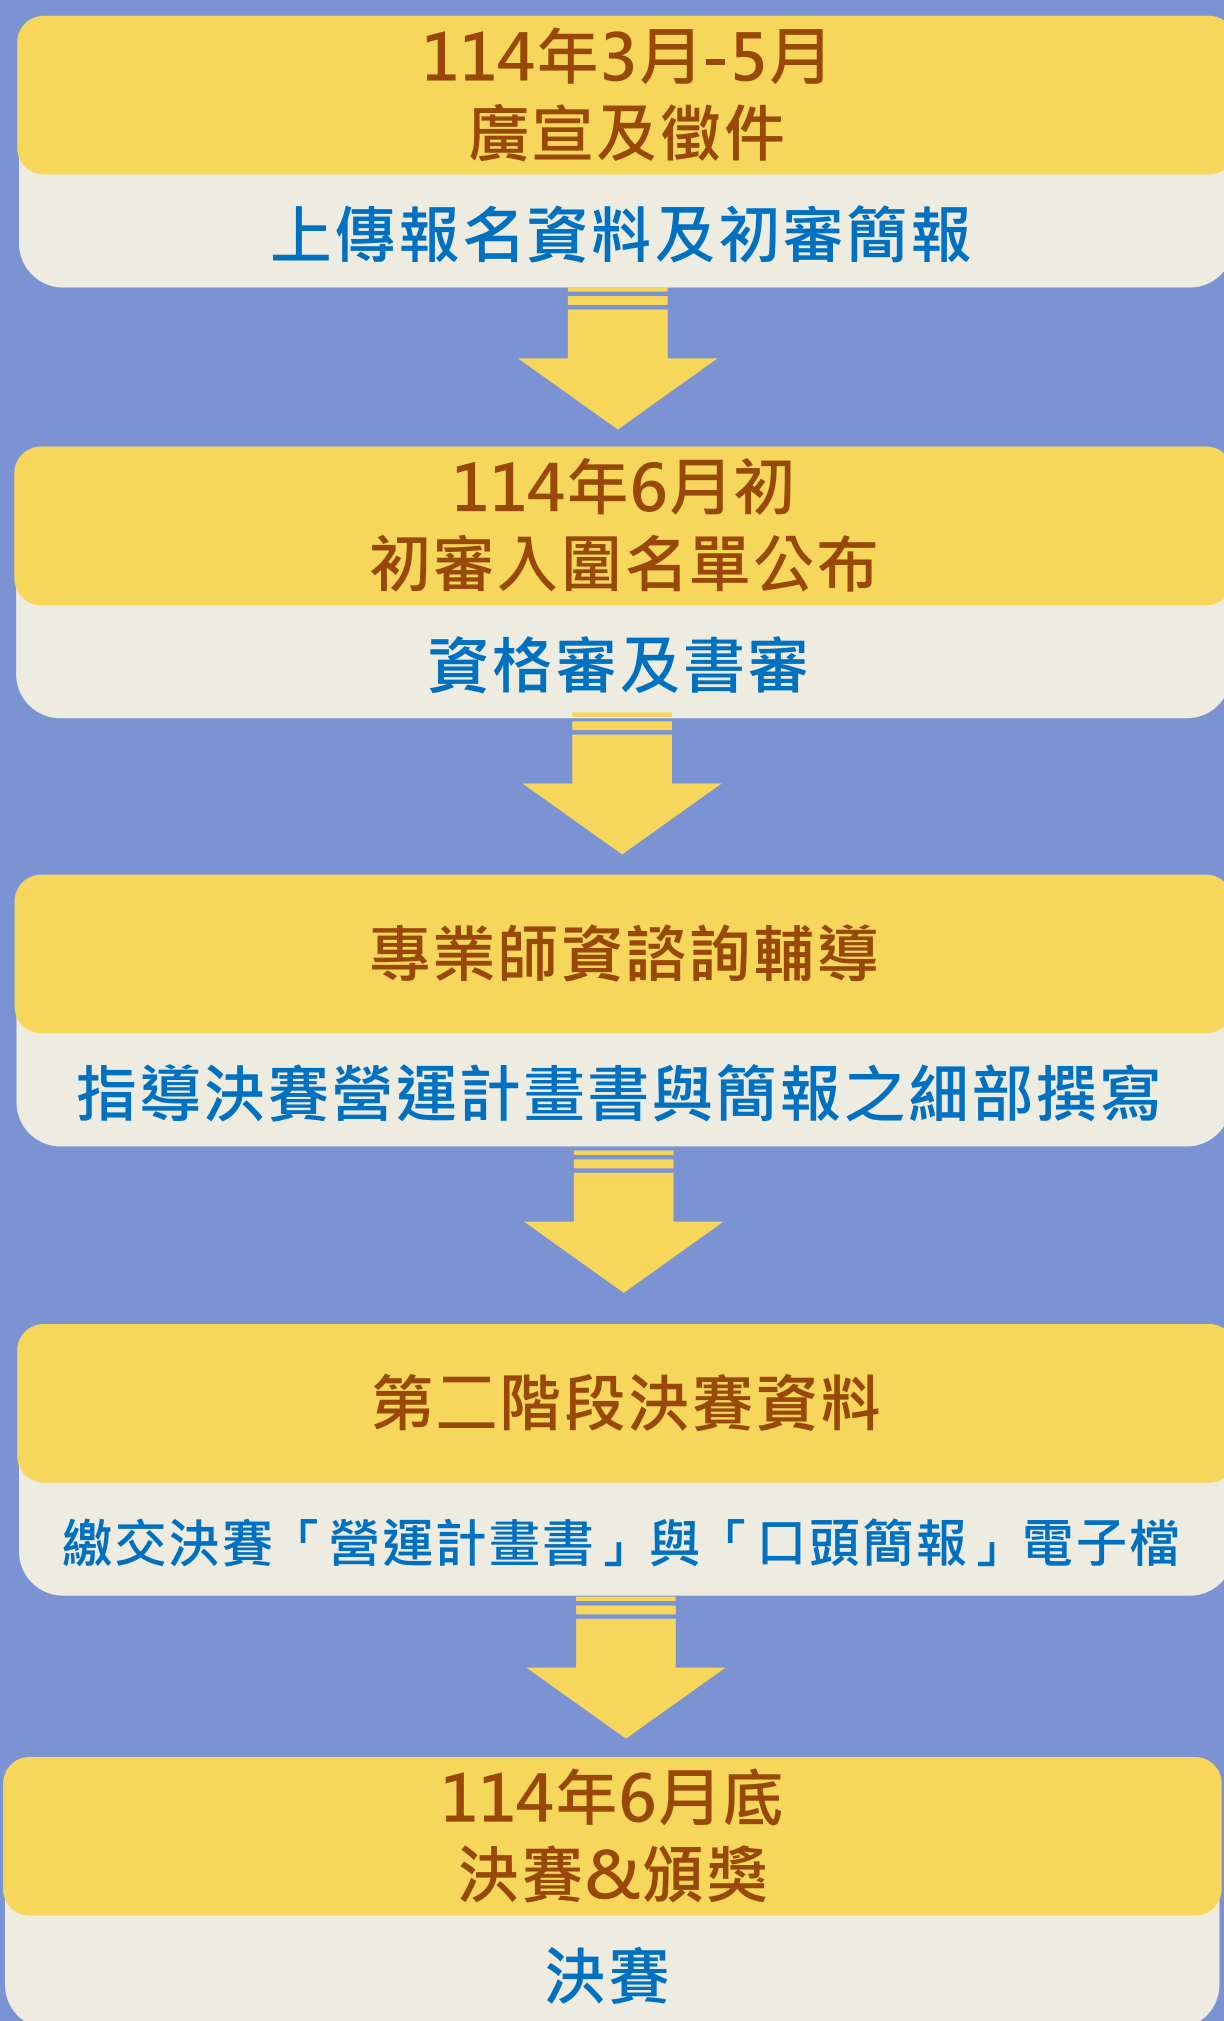 114年3月-5月
廣宣及徵件
上傳報名資料及初審簡報
114年6月初
初審入圍名單公布
資格審及書審
專業師資諮詢輔導
指導決賽營運計畫書與簡報之細部撰寫
第二階段決賽資料
繳交決賽「營運計畫書」與「口頭簡報」電子檔
114年6月底
決賽&頒獎
決賽